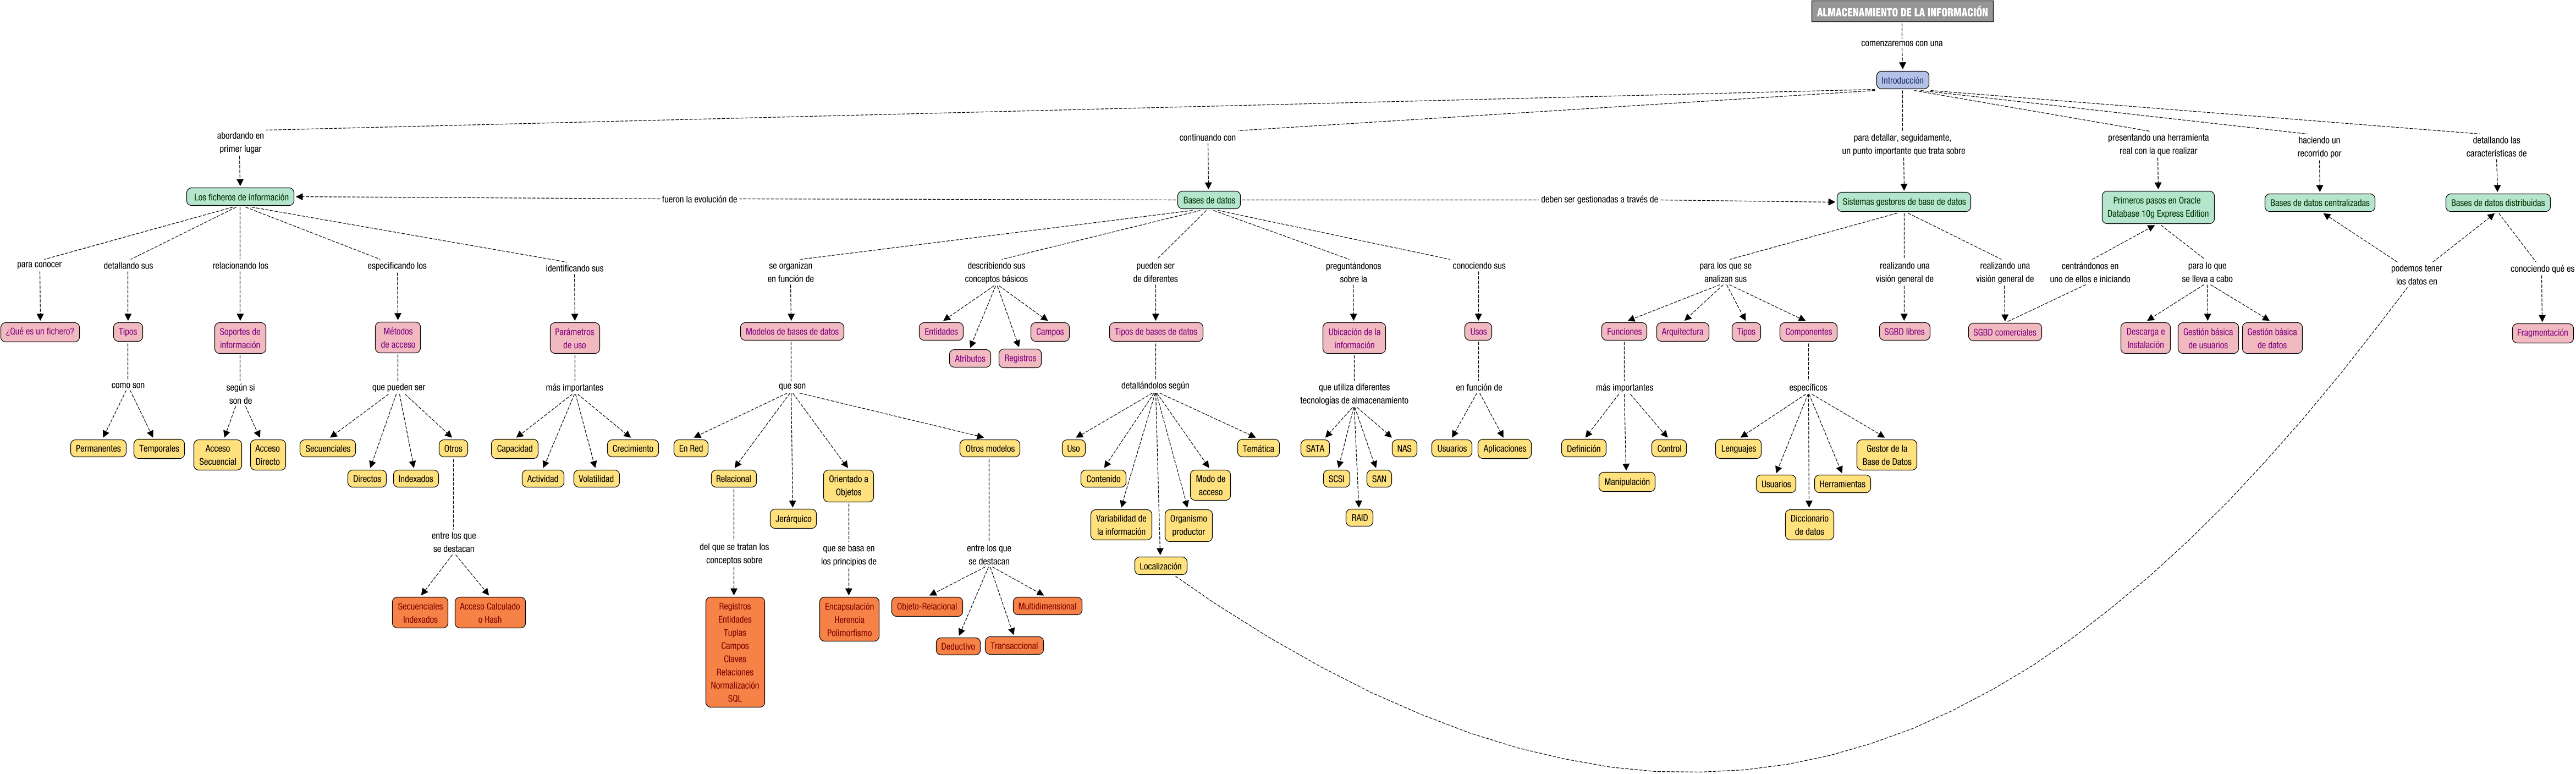 ALMACENAMIENTO DE LA INFORMACIÓN
comenzaremos con una
Introducción
abordando en
primer lugar
continuando con
para detallar, seguidamente,
un punto importante que trata sobre
presentando una herramienta
real con la que realizar
haciendo un
recorrido por
detallando las
características de
Los ficheros de información
fueron la evolución de
Bases de datos
deben ser gestionadas a través de
Sistemas gestores de base de datos
Primeros pasos en Oracle
Database 10g Express Edition
Bases de datos centralizadas
Bases de datos distribuidas
para conocer
detallando sus
relacionando los
especificando los
identificando sus
se organizan
en función de
describiendo sus
conceptos básicos
pueden ser
de diferentes
preguntándonos
sobre la
conociendo sus
para los que se
analizan sus
realizando una
visión general de
realizando una
visión general de
centrándonos en
uno de ellos e iniciando
para lo que
se lleva a cabo
podemos tener
los datos en
conociendo qué es
¿Qué es un fichero?
Tipos
Soportes de
información
Métodos
de acceso
Parámetros
de uso
Modelos de bases de datos
Entidades
Atributos
Registros
Campos
Tipos de bases de datos
Ubicación de la
información
Usos
Funciones
Arquitectura
Tipos
Componentes
SGBD libres
SGBD comerciales
Descarga e
Instalación
Gestión básica
de usuarios
Gestión básica
de datos
Fragmentación
como son
según si
son de
que pueden ser
más importantes
que son
detallándolos según
que utiliza diferentes
tecnologías de almacenamiento
en función de
más importantes
específicos
Permanentes
Temporales
Acceso
Secuencial
Acceso
Directo
Secuenciales
Directos
Indexados
Otros
Capacidad
Actividad
Volatilidad
Crecimiento
En Red
Relacional
Jerárquico
Orientado a
Objetos
Otros modelos
Uso
Contenido
Variabilidad de
la información
Localización
Organismo
productor
Modo de
acceso
Temática
SATA
SCSI
RAID
SAN
NAS
Usuarios
Aplicaciones
Definición
Manipulación
Control
Lenguajes
Usuarios
Diccionario
de datos
Herramientas
Gestor de la
Base de Datos
entre los que
se destacan
del que se tratan los
conceptos sobre
que se basa en
los principios de
entre los que
se destacan
Secuenciales
Indexados
Acceso Calculado
o Hash
Registros
Entidades
Tuplas
Campos
Claves
Relaciones
Normalización
SQL
Encapsulación
Herencia
Polimorfismo
Objeto-Relacional
Deductivo
Transaccional
Multidimensional